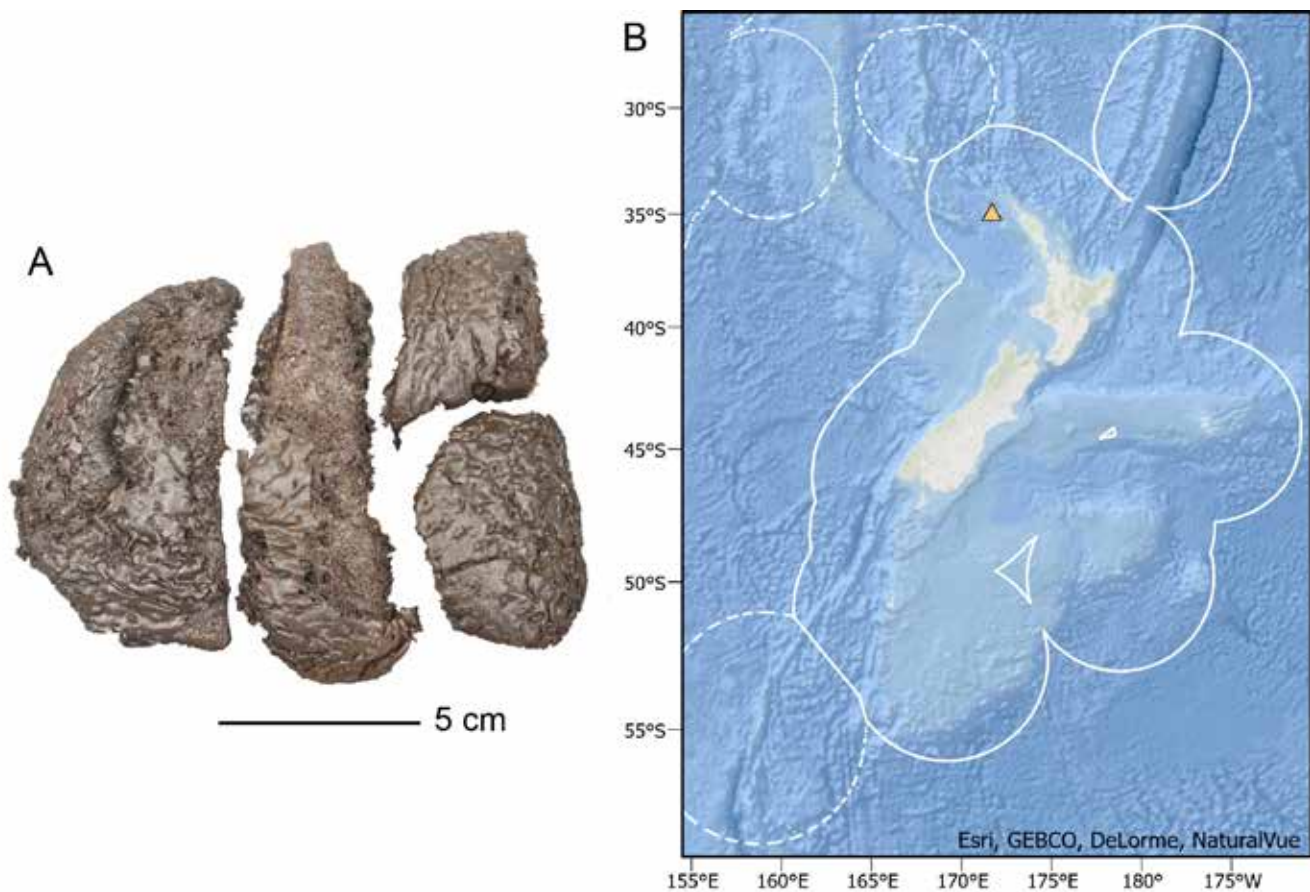 A
5 cm
B
30°S
35°S
40°S
45°S
50°S
55°S
Esri, GEBCO, DeLorme, NaturalVue
155°E 160°E 165°E 170°E 175°E 180°E 175°W